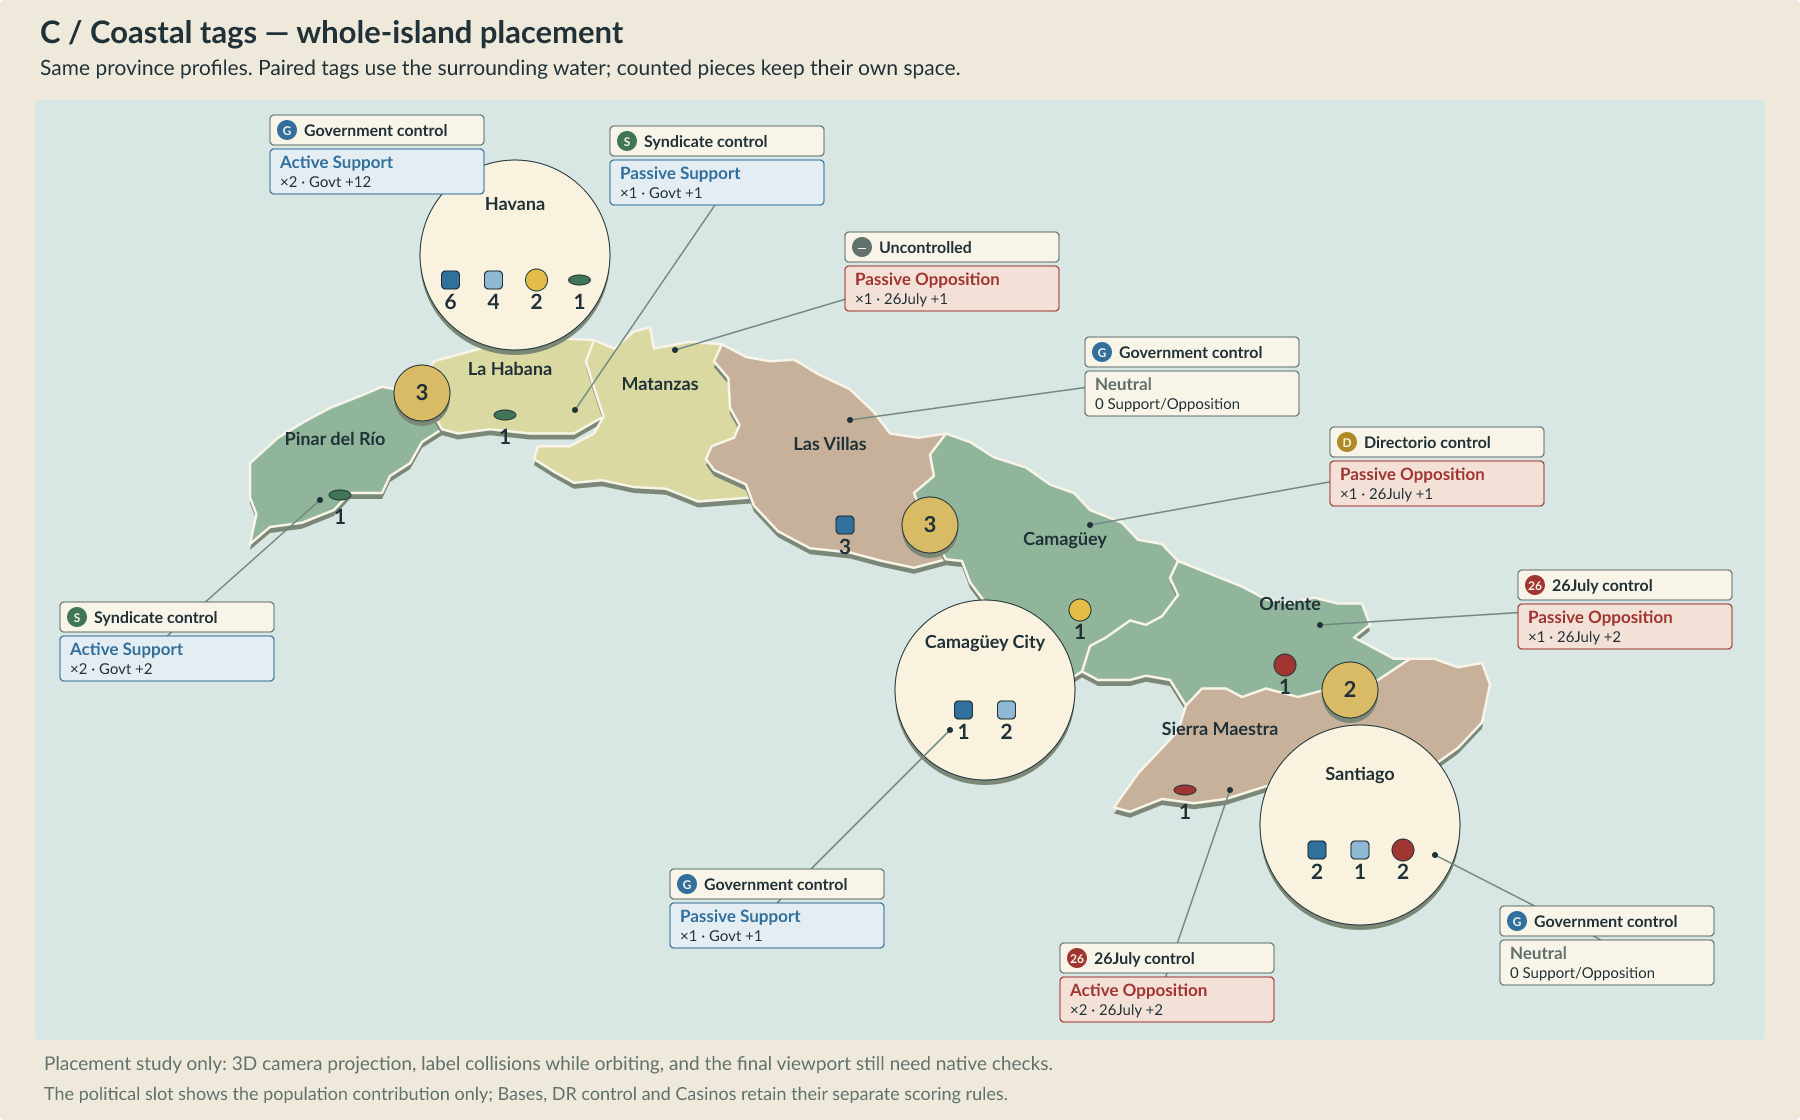 C / Coastal tags — whole-island placement
Same province profiles. Paired tags use the surrounding water; counted pieces keep their own space.
G Government control
Active Support
×2 · Govt +12
S Syndicate control
Passive Support
×1 · Govt +1
Havana
6 4 2 1
– Uncontrolled
Passive Opposition
×1 · 26July +1
G Government control
Neutral
0 Support/Opposition
La Habana
3
1
Matanzas
Pinar del Río
1
Las Villas
3
3
D Directorio control
Passive Opposition
×1 · 26July +1
Camagüey
1
26 26July control
Passive Opposition
×1 · 26July +2
Oriente
1
2
S Syndicate control
Active Support
×2 · Govt +2
Camagüey City
1 2
Sierra Maestra
1
Santiago
2 1 2
G Government control
Passive Support
×1 · Govt +1
26 26July control
Active Opposition
×2 · 26July +2
G Government control
Neutral
0 Support/Opposition
Placement study only: 3D camera projection, label collisions while orbiting, and the final viewport still need native checks.
The political slot shows the population contribution only; Bases, DR control and Casinos retain their separate scoring rules.